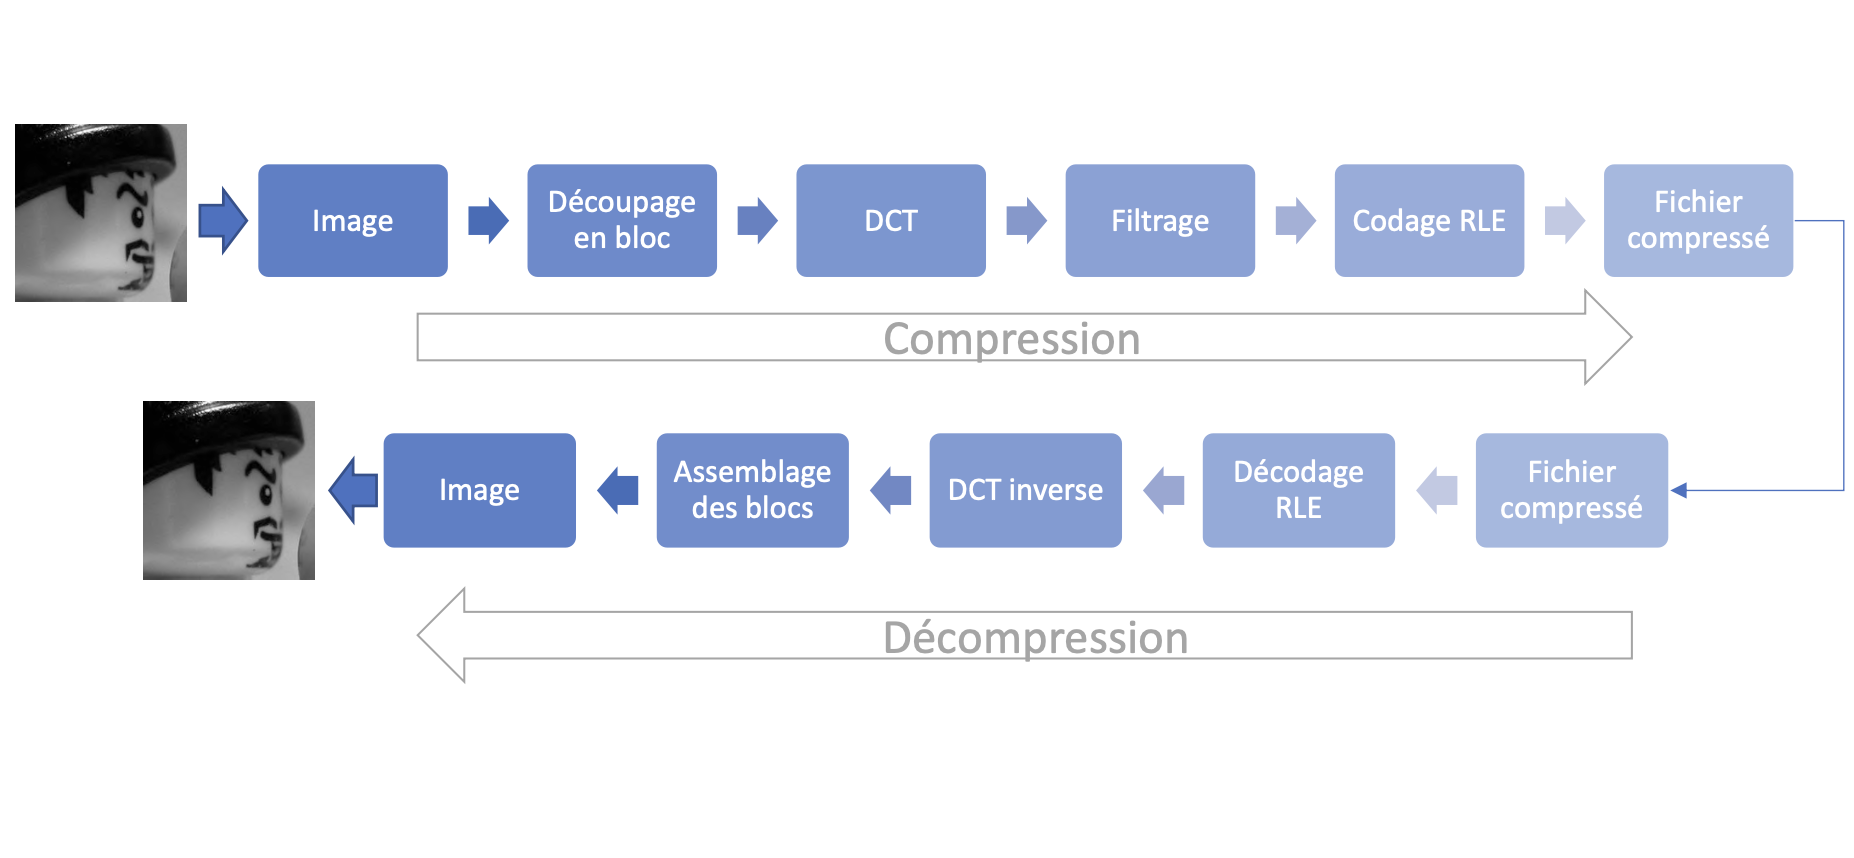 Image
Découpage
en bloc
DCT
Filtrage
Codage RLE
Fichier
compressé
Compression
Image
Assemblage
des blocs
DCT inverse
Décodage
RLE
Fichier
compressé
Décompression